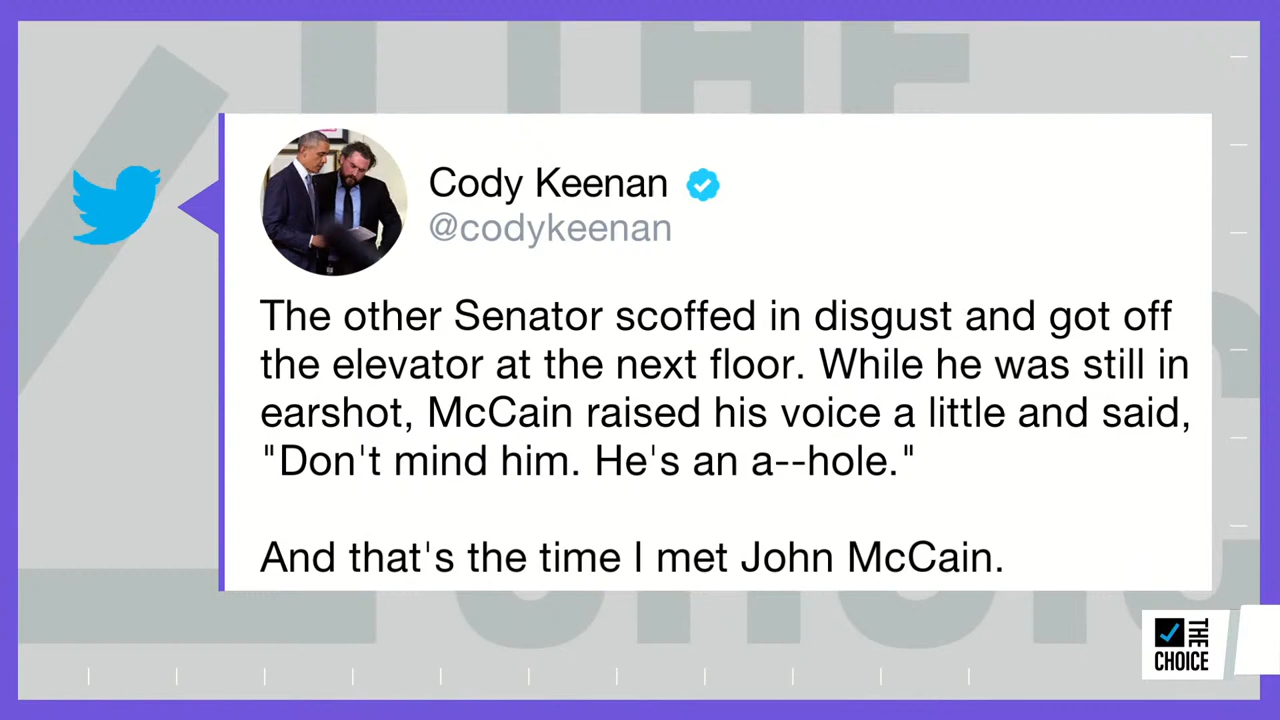 Cody Keenan
@codykeenan
The other Senator scoffed in disgust and got off
the elevator at the next floor. While he was still in
earshot, McCain raised his voice a little and said,
"Don't mind him. He's an a--hole."
And that's the time I met John McCain.
THE
CHOICE